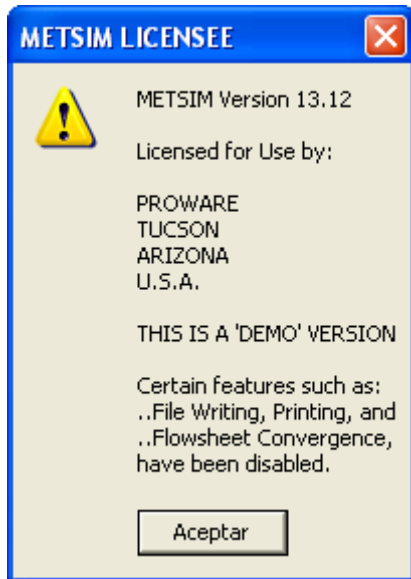 METSIM LICENSEE
METSIM Version 13.12
Licensed for Use by:
PROWARE
TUCSON
ARIZONA
U.S.A.
THIS IS A 'DEMO' VERSION
Certain features such as:
..File Writing, Printing, and
..Flowsheet Convergence,
have been disabled.
Aceptar